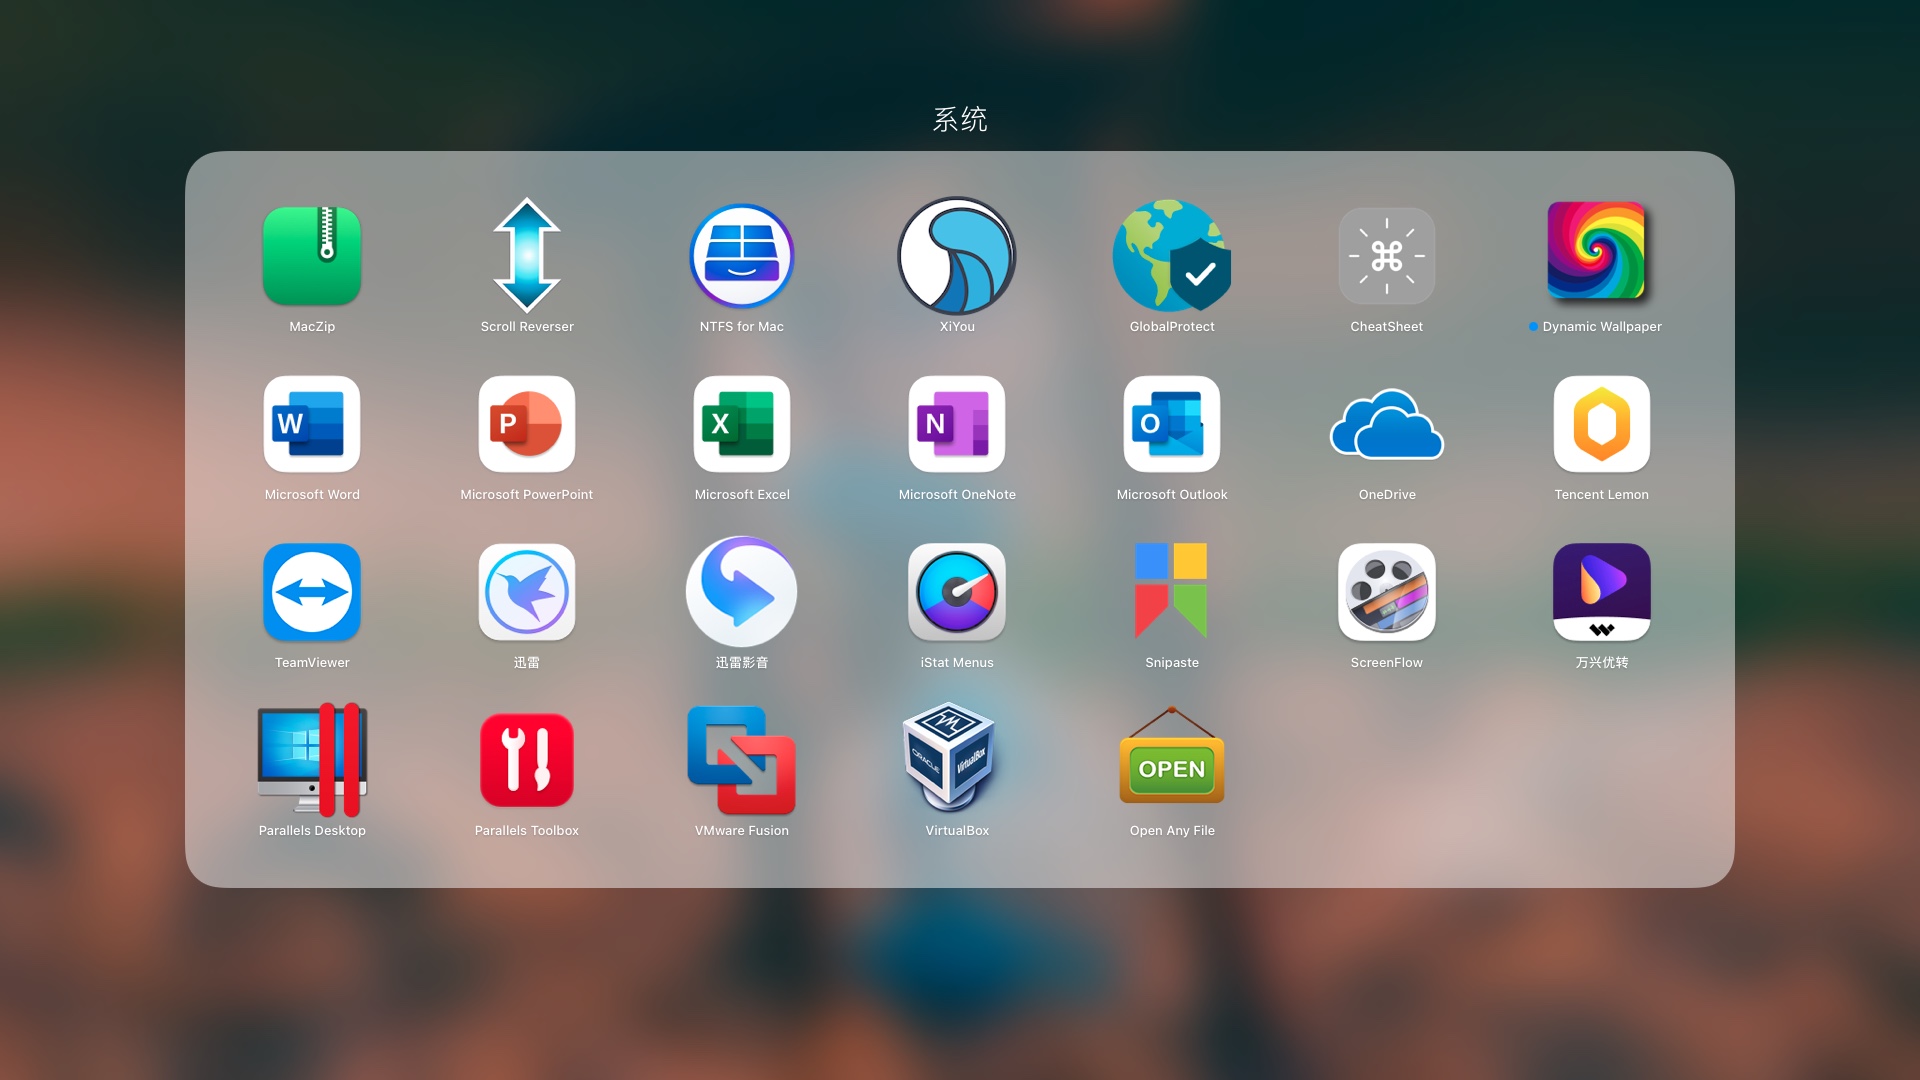 系统
MacZip
Scroll Reverser
NTFS for Mac
XiYou
GlobalProtect
CheatSheet
Dynamic Wallpaper
W
P
X
N
O
Microsoft Word
Microsoft PowerPoint
Microsoft Excel
Microsoft OneNote
Microsoft Outlook
OneDrive
Tencent Lemon
TeamViewer
迅雷
迅雷影音
iStat Menus
Snipaste
ScreenFlow
万兴优转
ORACLE
VirtualBox
OPEN
Parallels Desktop
Parallels Toolbox
VMware Fusion
VirtualBox
Open Any File